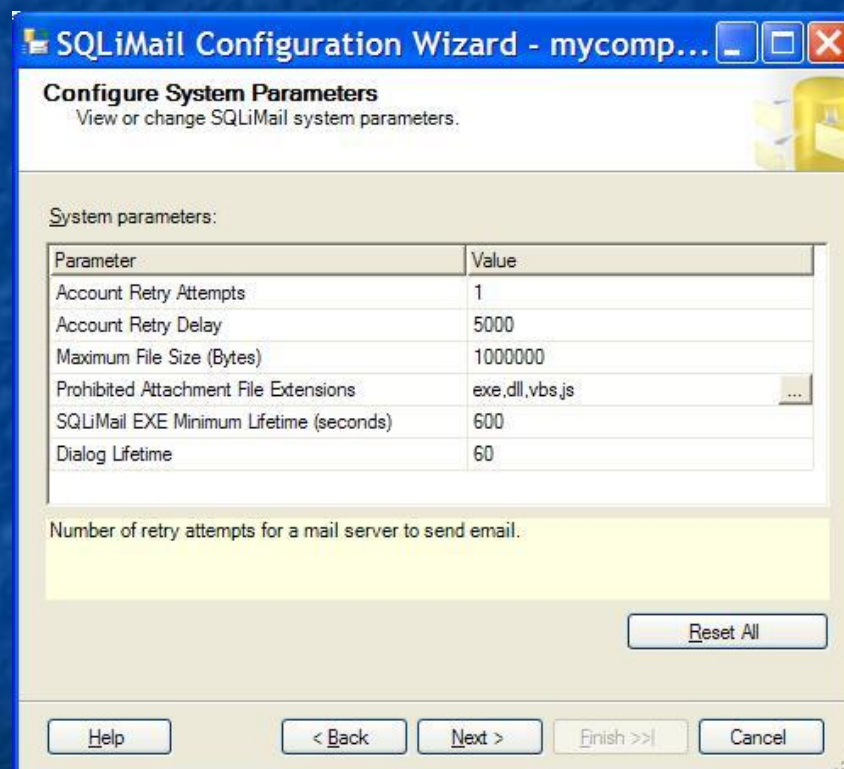 SQLiMail Configuration Wizard - mycomp...
Configure System Parameters
View or change SQLiMail system parameters.
System parameters:
Parameter Value
Account Retry Attempts 1
Account Retry Delay 5000
Maximum File Size (Bytes) 1000000
Prohibited Attachment File Extensions exe,dll,vbs,js ...
SQLiMail EXE Minimum Lifetime (seconds) 600
Dialog Lifetime 60
Number of retry attempts for a mail server to send email.
Reset All
Help < Back Next > Finish >>| Cancel